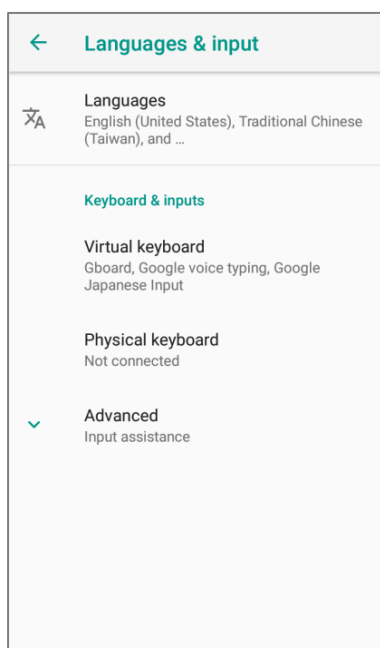 Languages & input
Languages
English (United States), Traditional Chinese
(Taiwan), and …
Keyboard & inputs
Virtual keyboard
Gboard, Google voice typing, Google
Japanese Input
Physical keyboard
Not connected
Advanced
Input assistance